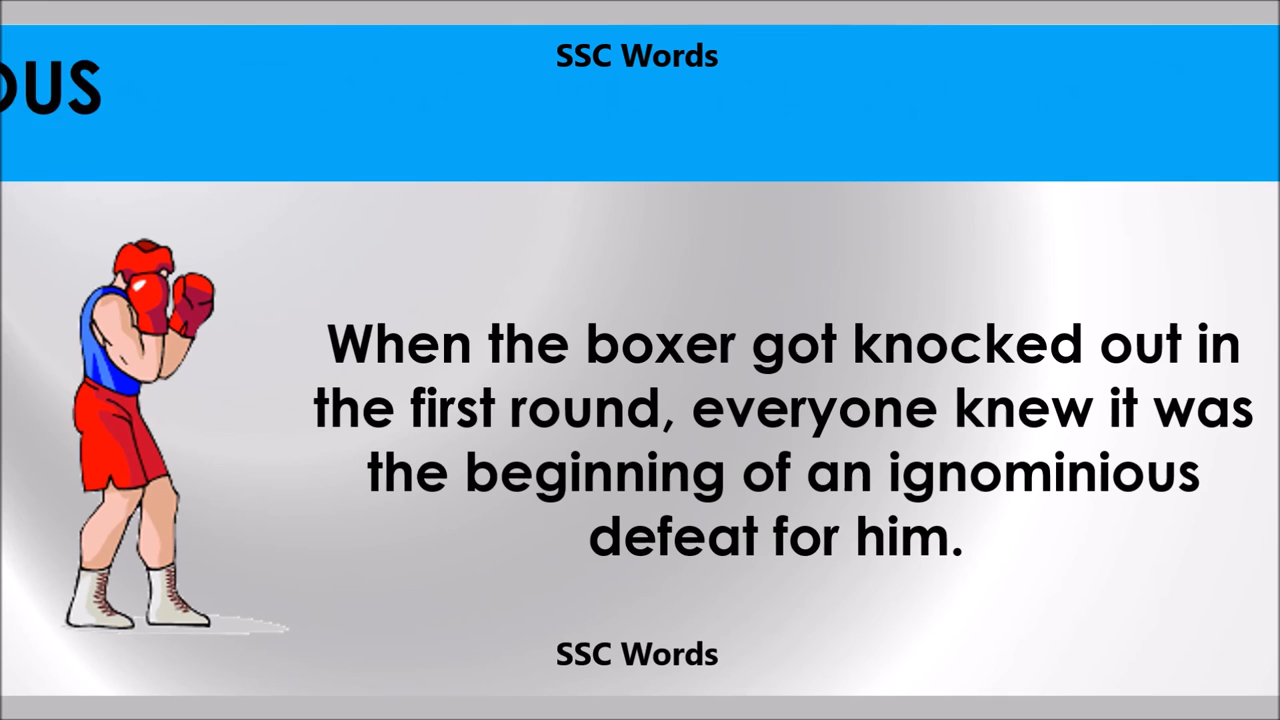 SSC Words
OUS
When the boxer got knocked out in
the first round, everyone knew it was
the beginning of an ignominious
defeat for him.
SSC Words